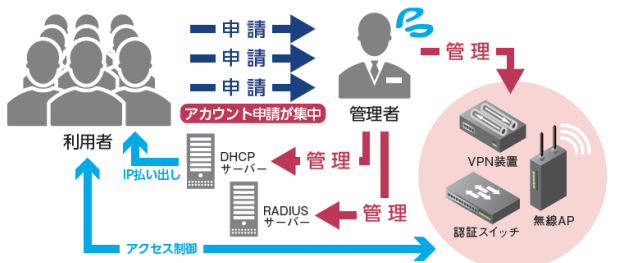 申請
申請
申請
アカウント申請が集中
利用者
管理者
管理
VPN装置
無線AP
認証スイッチ
DHCP
サーバー
管理
IP払い出し
RADIUS
サーバー
管理
アクセス制御